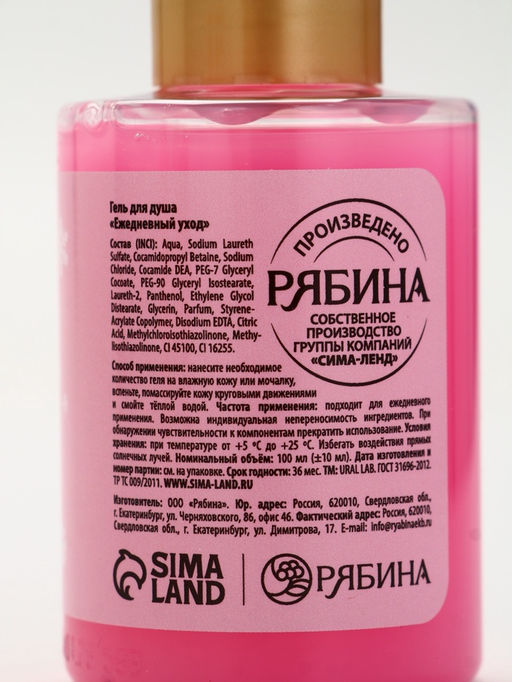 Гель для душа
«Ежедневный уход»
Состав (INCI): Aqua, Sodium Laureth
Sulfate, Cocamidopropyl Betaine, Sodium
Chloride, Cocamide DEA, PEG-7 Glyceryl
Cocoate, PEG-90 Glyceryl Isostearate,
Laureth-2, Panthenol, Ethylene Glycol
Distearate, Glycerin, Parfum, Styrene-
Acrylate Copolymer, Disodium EDTA, Citric
Acid, Methylchloroisothiazolinone, Methy-
lisothiazolinone, CI 45100, CI 16255.
ПРОИЗВЕДЕНО
РЯБИНА
СОБСТВЕННОЕ
ПРОИЗВОДСТВО
ГРУППЫ КОМПАНИЙ
«СИМА-ЛЕНД»
Способ применения: нанесите необходимое
количество геля на влажную кожу или мочалку,
вспеньте, помассируйте кожу круговыми движениями
и смойте тёплой водой. Частота применения: подходит для ежедневного
применения. Возможна индивидуальная непереносимость ингредиентов. При
обнаружении чувствительности к компонентам прекратить использование. Условия
хранения: при температуре от +5 °C до +25 °C. Избегать воздействия прямых
солнечных лучей. Номинальный объём: 100 мл (±10 мл). Дата изготовления и
номер партии: см. на упаковке. Срок годности: 36 мес. ТМ: URAL LAB. ГОСТ 31696-2012.
ТР ТС 009/2011. WWW.SIMA-LAND.RU
Изготовитель: ООО «Рябина». Юр. адрес: Россия, 620010, Свердловская обл.,
г. Екатеринбург, ул. Черняховского, 86, офис 46. Фактический адрес: Россия, 620010,
Свердловская обл., г. Екатеринбург, ул. Димитрова, 17. E-mail: info@ryabinaekb.ru
SIMA
LAND
РЯБИНА